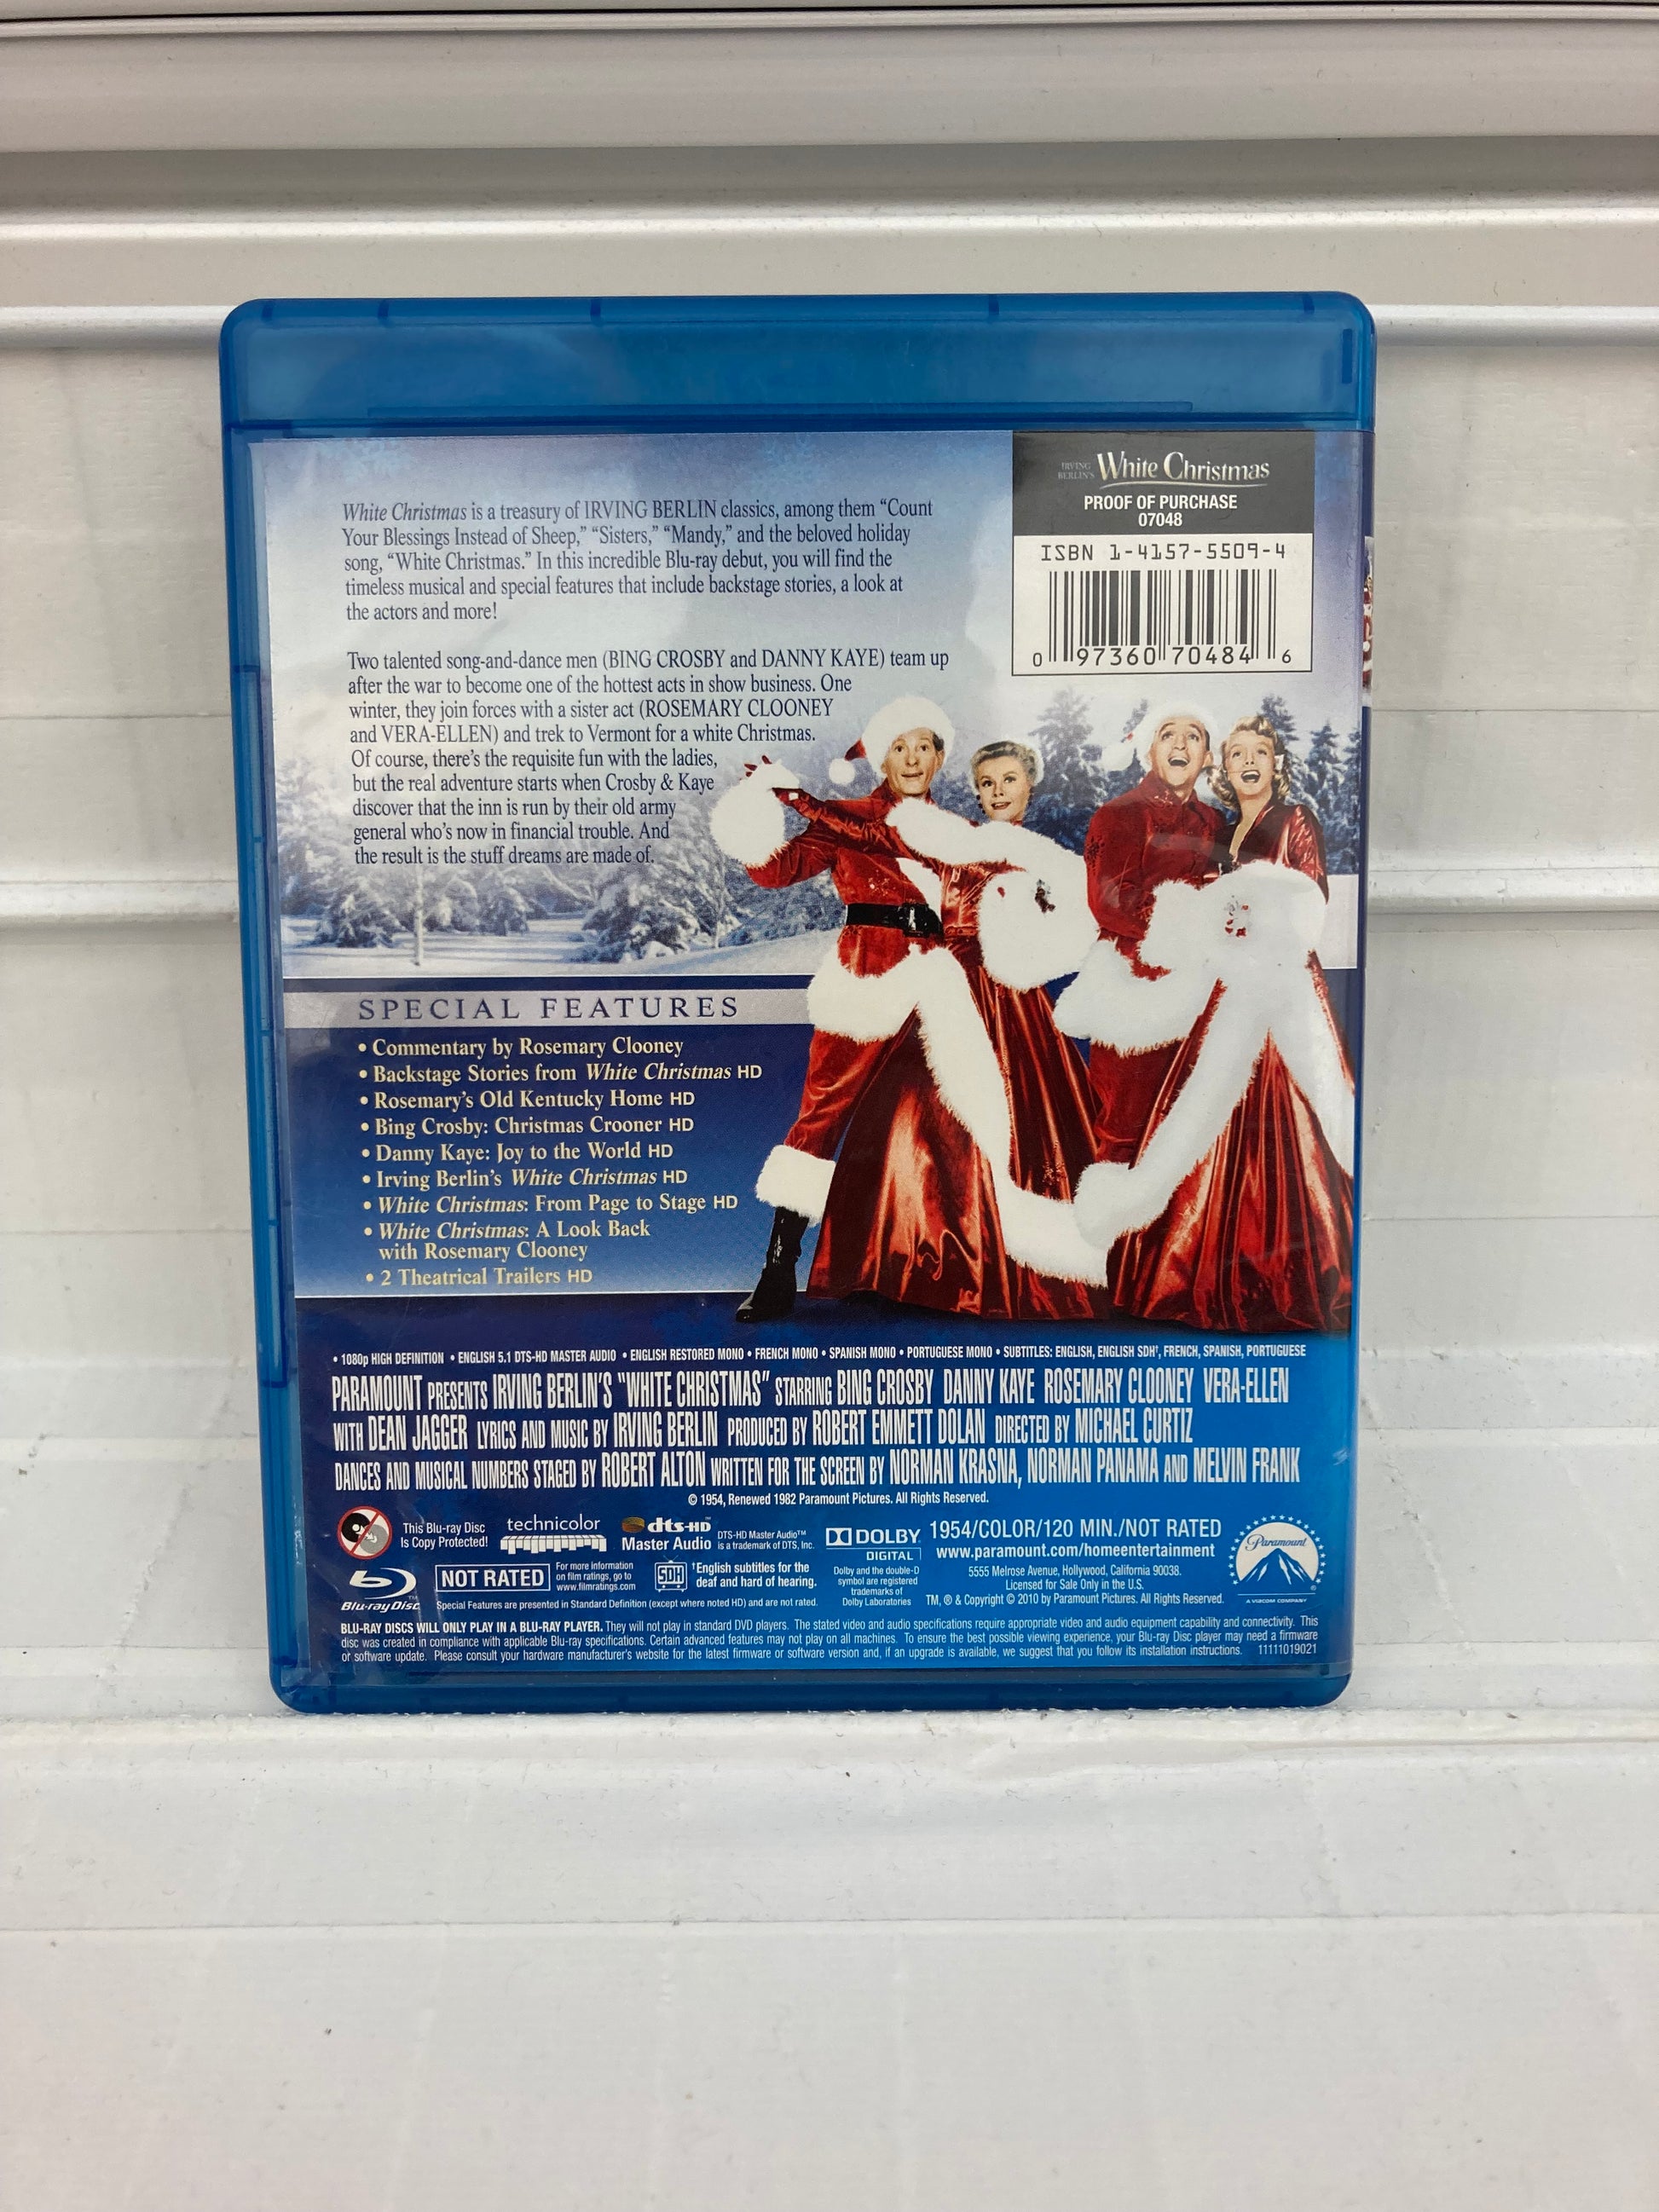 White Christmas is a treasury of IRVING BERLIN classics, among them “Count
Your Blessings Instead of Sheep,” “Sisters,” “Mandy,” and the beloved holiday
song, “White Christmas.” In this incredible Blu-ray debut, you will find the
timeless musical and special features that include backstage stories, a look at
the actors and more!
Two talented song-and-dance men (BING CROSBY and DANNY KAYE) team up
after the war to become one of the hottest acts in show business. One
winter, they join forces with a sister act (ROSEMARY CLOONEY
and VERA-ELLEN) and trek to Vermont for a white Christmas.
Of course, there’s the requisite fun with the ladies,
but the real adventure starts when Crosby & Kaye
discover that the inn is run by their old army
general who’s now in financial trouble. And
the result is the stuff dreams are made of.
IRVING BERLIN’S White Christmas
PROOF OF PURCHASE
07048
ISBN 1-4157-5509-4
0 97360 70484 6
SPECIAL FEATURES
• Commentary by Rosemary Clooney
• Backstage Stories from White Christmas HD
• Rosemary’s Old Kentucky Home HD
• Bing Crosby: Christmas Crooner HD
• Danny Kaye: Joy to the World HD
• Irving Berlin’s White Christmas HD
• White Christmas: From Page to Stage HD
• White Christmas: A Look Back
with Rosemary Clooney
• 2 Theatrical Trailers HD
• 1080p HIGH DEFINITION • ENGLISH 5.1 DTS-HD MASTER AUDIO • ENGLISH RESTORED MONO • FRENCH MONO • SPANISH MONO • PORTUGUESE MONO • SUBTITLES: ENGLISH, ENGLISH SDH†, FRENCH, SPANISH, PORTUGUESE
PARAMOUNT PRESENTS IRVING BERLIN’S “WHITE CHRISTMAS” STARRING BING CROSBY DANNY KAYE ROSEMARY CLOONEY VERA-ELLEN
WITH DEAN JAGGER LYRICS AND MUSIC BY IRVING BERLIN PRODUCED BY ROBERT EMMETT DOLAN DIRECTED BY MICHAEL CURTIZ
DANCES AND MUSICAL NUMBERS STAGED BY ROBERT ALTON WRITTEN FOR THE SCREEN BY NORMAN KRASNA, NORMAN PANAMA AND MELVIN FRANK
© 1954, Renewed 1982 Paramount Pictures. All Rights Reserved.
This Blu-ray Disc
Is Copy Protected!
technicolor
dts-HD
Master Audio
DTS-HD Master Audio™
is a trademark of DTS, Inc.
DOLBY
DIGITAL
Dolby and the double-D
symbol are registered
trademarks of
Dolby Laboratories
1954/COLOR/120 MIN./NOT RATED
www.paramount.com/homeentertainment
5555 Melrose Avenue, Hollywood, California 90038.
Licensed for Sale Only in the U.S.
TM, ® & Copyright © 2010 by Paramount Pictures. All Rights Reserved.
Paramount
A VIACOM COMPANY
Blu-ray Disc™
NOT RATED
For more information
on film ratings, go to
www.filmratings.com
SDH
†English subtitles for the
deaf and hard of hearing.
Special Features are presented in Standard Definition (except where noted HD) and are not rated.
BLU-RAY DISCS WILL ONLY PLAY IN A BLU-RAY PLAYER. They will not play in standard DVD players. The stated video and audio specifications require appropriate video and audio equipment capability and connectivity. This
disc was created in compliance with applicable Blu-ray specifications. Certain advanced features may not play on all machines. To ensure the best possible viewing experience, your Blu-ray Disc player may need a firmware
or software update. Please consult your hardware manufacturer’s website for the latest firmware or software version and, if an upgrade is available, we suggest that you follow its installation instructions. 11111019021